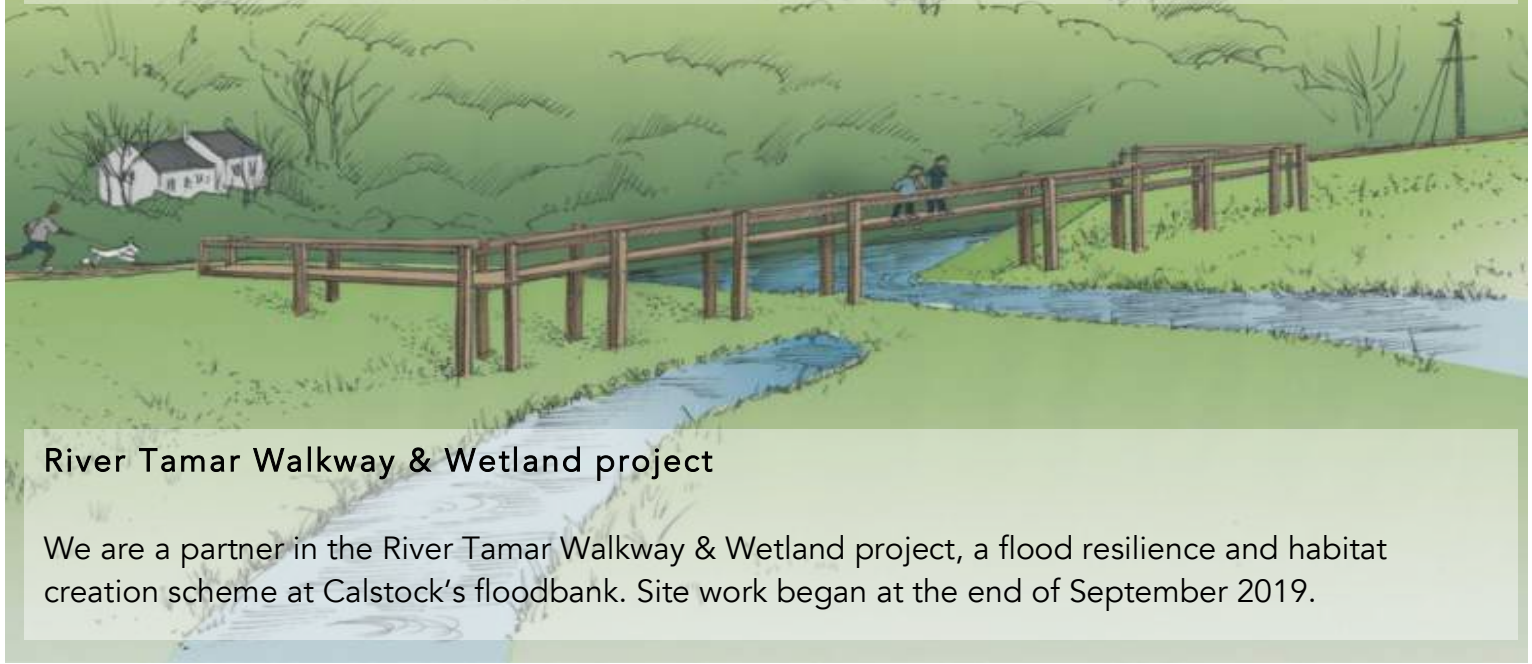 River Tamar Walkway & Wetland project
We are a partner in the River Tamar Walkway & Wetland project, a flood resilience and habitat
creation scheme at Calstock’s floodbank. Site work began at the end of September 2019.